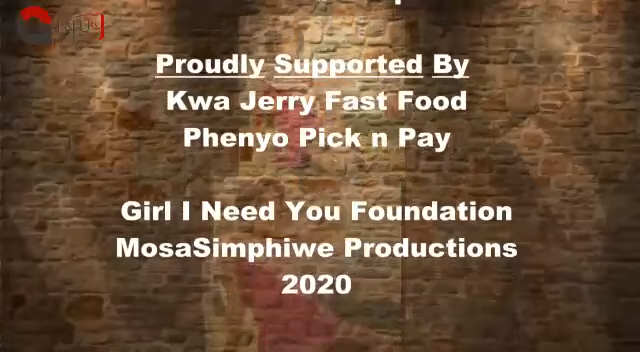 Proudly Supported By
Kwa Jerry Fast Food
Phenyo Pick n Pay
Girl I Need You Foundation
MosaSimphiwe Productions
2020